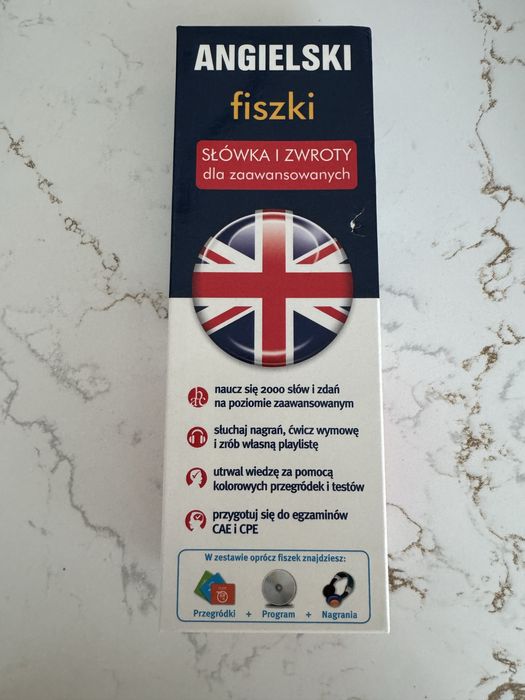 ANGIELSKI
fiszki
SŁÓWKA I ZWROTY
dla zaawansowanych
abc
naucz się 2000 słów i zdań
na poziomie zaawansowanym
słuchaj nagrań, ćwicz wymowę
i zrób własną playlistę
utrwal wiedzę za pomocą
kolorowych przegródek i testów
przygotuj się do egzaminów
CAE i CPE
W zestawie oprócz fiszek znajdziesz:
Przegródki + Program + Nagrania